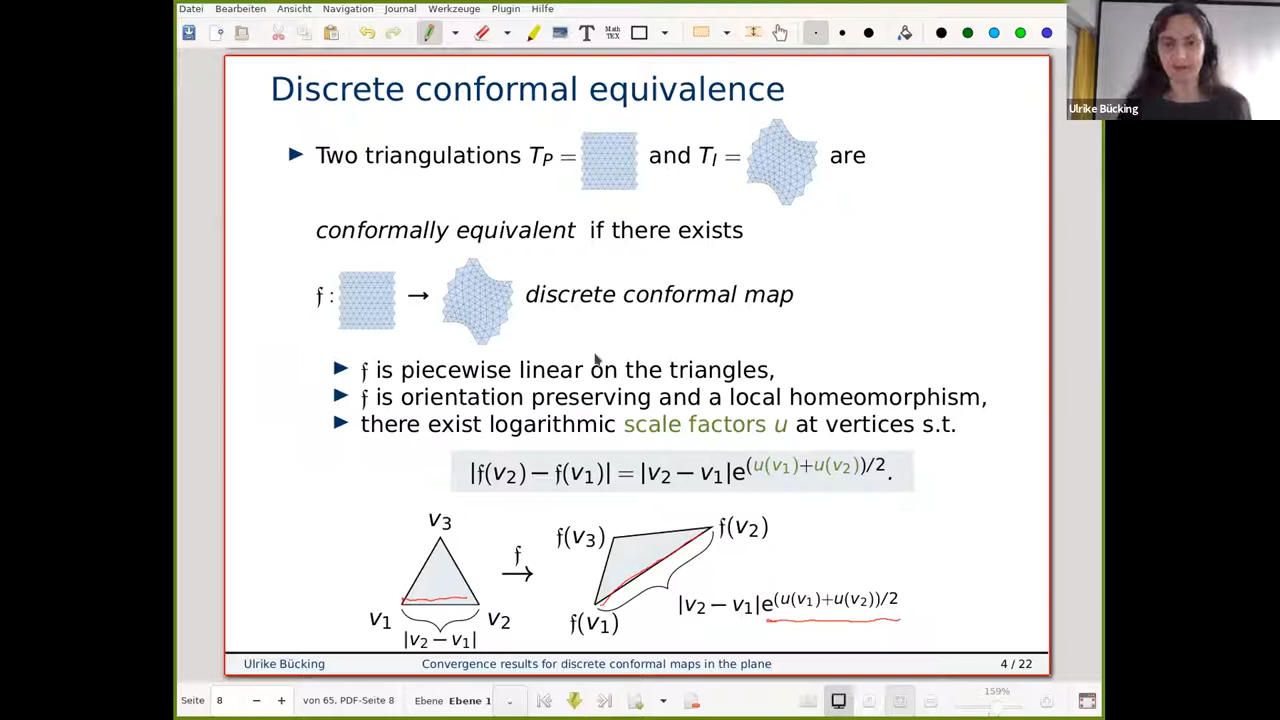 Datei Bearbeiten Ansicht Navigation Journal Werkzeuge Plugin Hilfe
T Math TEX
Ulrike Bücking
Discrete conformal equivalence
Two triangulations T_P = and T_I = are
conformally equivalent if there exists
𝔣 : → discrete conformal map
𝔣 is piecewise linear on the triangles,
𝔣 is orientation preserving and a local homeomorphism,
there exist logarithmic scale factors u at vertices s.t.
|𝔣(v₂) − 𝔣(v₁)| = |v₂ − v₁|e^(u(v₁)+u(v₂))/2.
v₃
𝔣
→
𝔣(v₃)
𝔣(v₂)
v₁
v₂
|v₂ − v₁|
𝔣(v₁)
|v₂ − v₁|e^(u(v₁)+u(v₂))/2
Ulrike Bücking Convergence results for discrete conformal maps in the plane 4 / 22
Seite 8 − + von 65, PDF-Seite 8 Ebene Ebene 1 159%